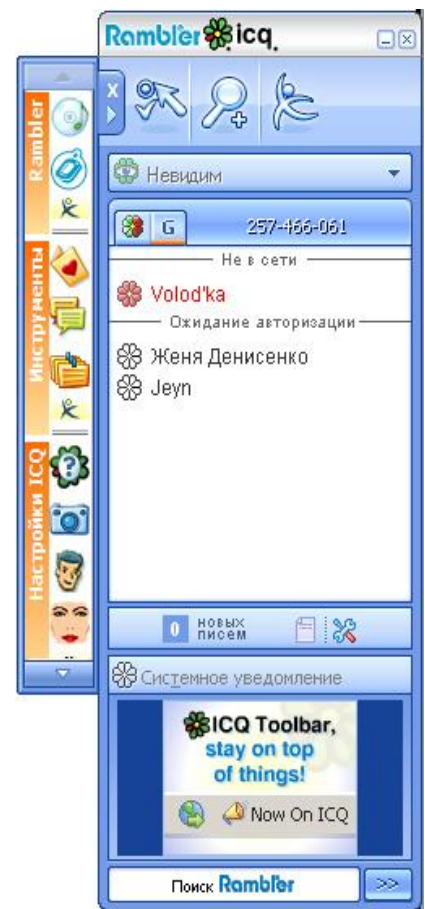 Rambler icq
Невидим
G 257-466-061
Не в сети
Volod'ka
Ожидание авторизации
Женя Денисенко
Jeyn
0 новых
писем
Системное уведомление
ICQ Toolbar,
stay on top
of things!
Now On ICQ
Поиск Rambler >>
Rambler
Инструменты
Настройки ICQ